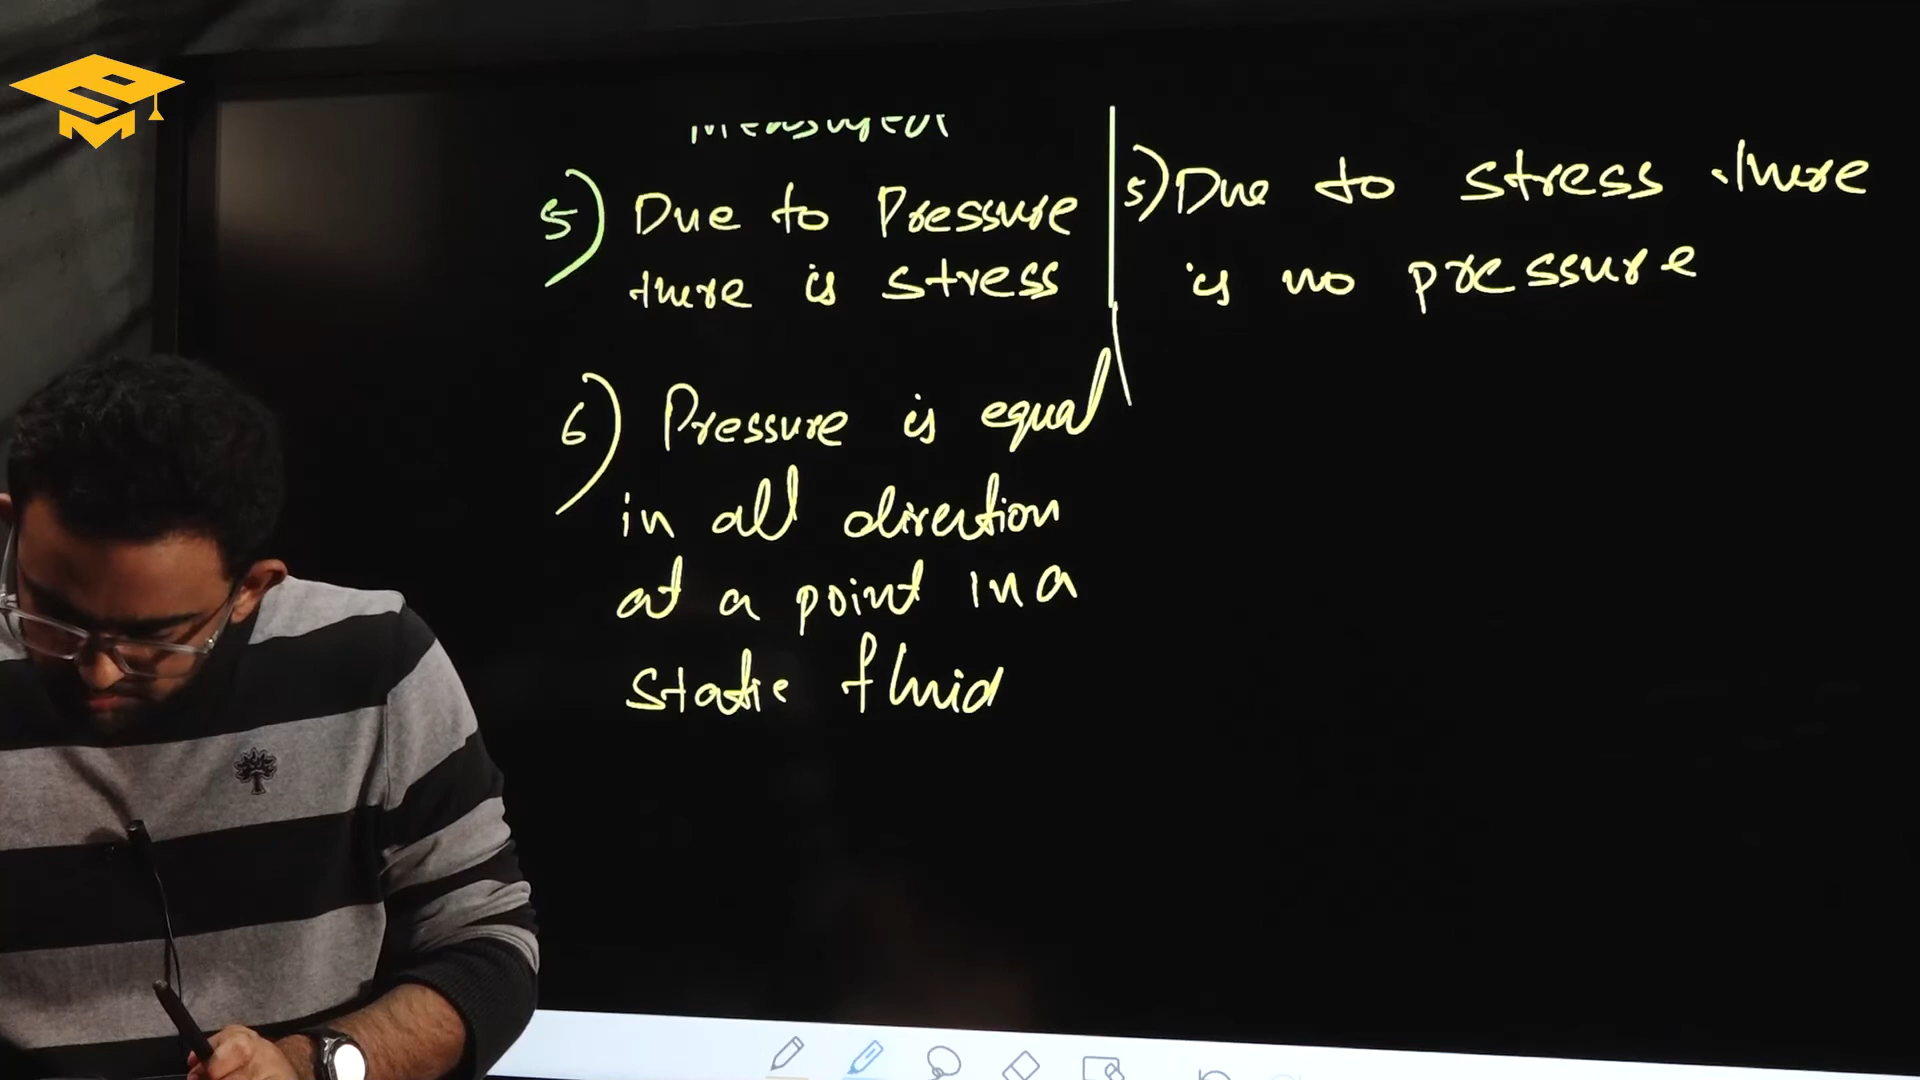 5) Due to Pressure
there is stress
5) Due to stress there
is no pressure
6) Pressure is equal
in all direction
at a point in a
static fluid